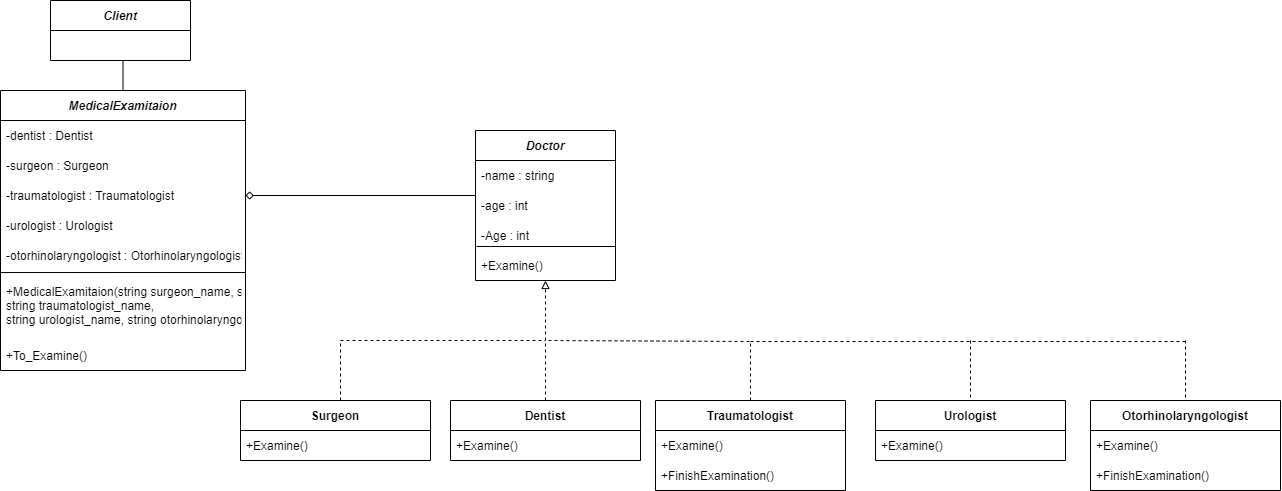 Client
MedicalExamitaion
-dentist : Dentist
-surgeon : Surgeon
-traumatologist : Traumatologist
-urologist : Urologist
-otorhinolaryngologist : Otorhinolaryngologis
+MedicalExamitaion(string surgeon_name, s
string traumatologist_name,
string urologist_name, string otorhinolaryngo
+To_Examine()
Doctor
-name : string
-age : int
-Age : int
+Examine()
Surgeon
+Examine()
Dentist
+Examine()
Traumatologist
+Examine()
+FinishExamination()
Urologist
+Examine()
Otorhinolaryngologist
+Examine()
+FinishExamination()